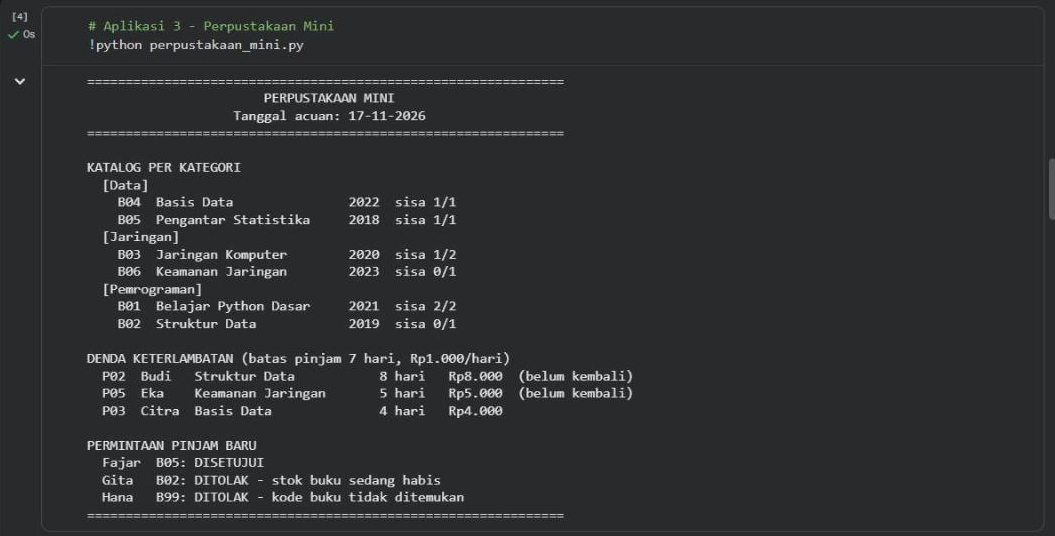 [4]
0s
# Aplikasi 3 - Perpustakaan Mini
!python perpustakaan_mini.py
==============================================================
PERPUSTAKAAN MINI
Tanggal acuan: 17-11-2026
==============================================================
KATALOG PER KATEGORI
[Data]
B04  Basis Data               2022  sisa 1/1
B05  Pengantar Statistika     2018  sisa 1/1
[Jaringan]
B03  Jaringan Komputer        2020  sisa 1/2
B06  Keamanan Jaringan        2023  sisa 0/1
[Pemrograman]
B01  Belajar Python Dasar     2021  sisa 2/2
B02  Struktur Data            2019  sisa 0/1
DENDA KETERLAMBATAN (batas pinjam 7 hari, Rp1.000/hari)
P02  Budi   Struktur Data           8 hari   Rp8.000  (belum kembali)
P05  Eka    Keamanan Jaringan       5 hari   Rp5.000  (belum kembali)
P03  Citra  Basis Data              4 hari   Rp4.000
PERMINTAAN PINJAM BARU
Fajar  B05: DISETUJUI
Gita   B02: DITOLAK - stok buku sedang habis
Hana   B99: DITOLAK - kode buku tidak ditemukan
==============================================================